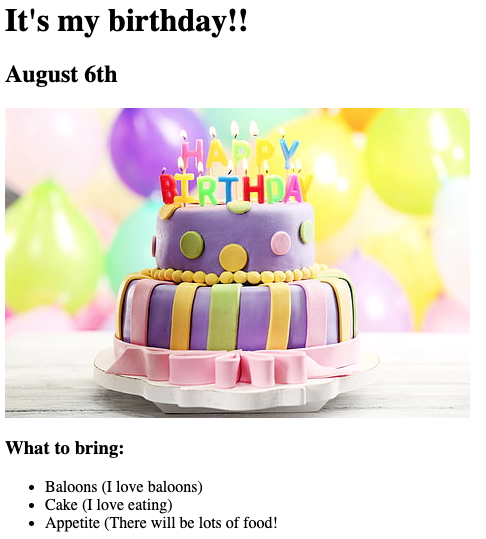 It's my birthday!!
August 6th
HAPPY
BIRTHDAY
What to bring:
• Baloons (I love baloons)
• Cake (I love eating)
• Appetite (There will be lots of food!